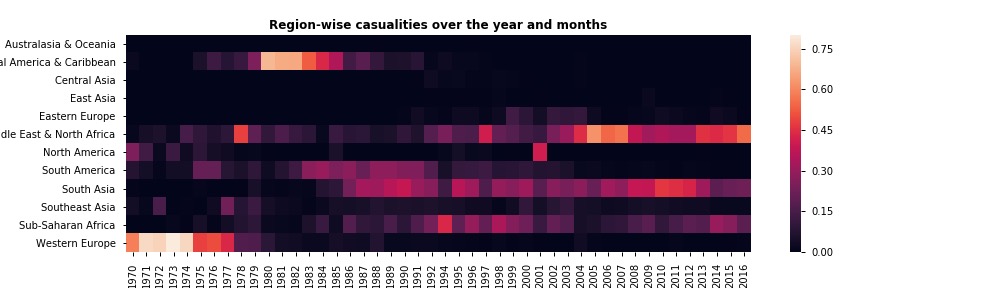 Region-wise casualities over the year and months
Australasia & Oceania
al America & Caribbean
Central Asia
East Asia
Eastern Europe
dle East & North Africa
North America
South America
South Asia
Southeast Asia
Sub-Saharan Africa
Western Europe
0.75
0.60
0.45
0.30
0.15
0.00
1970 1971 1972 1973 1974 1975 1976 1977 1978 1979 1980 1981 1982 1983 1984 1985 1986 1987 1988 1989 1990 1991 1992 1994 1995 1996 1997 1998 1999 2000 2001 2002 2003 2004 2005 2006 2007 2008 2009 2010 2011 2012 2013 2014 2015 2016